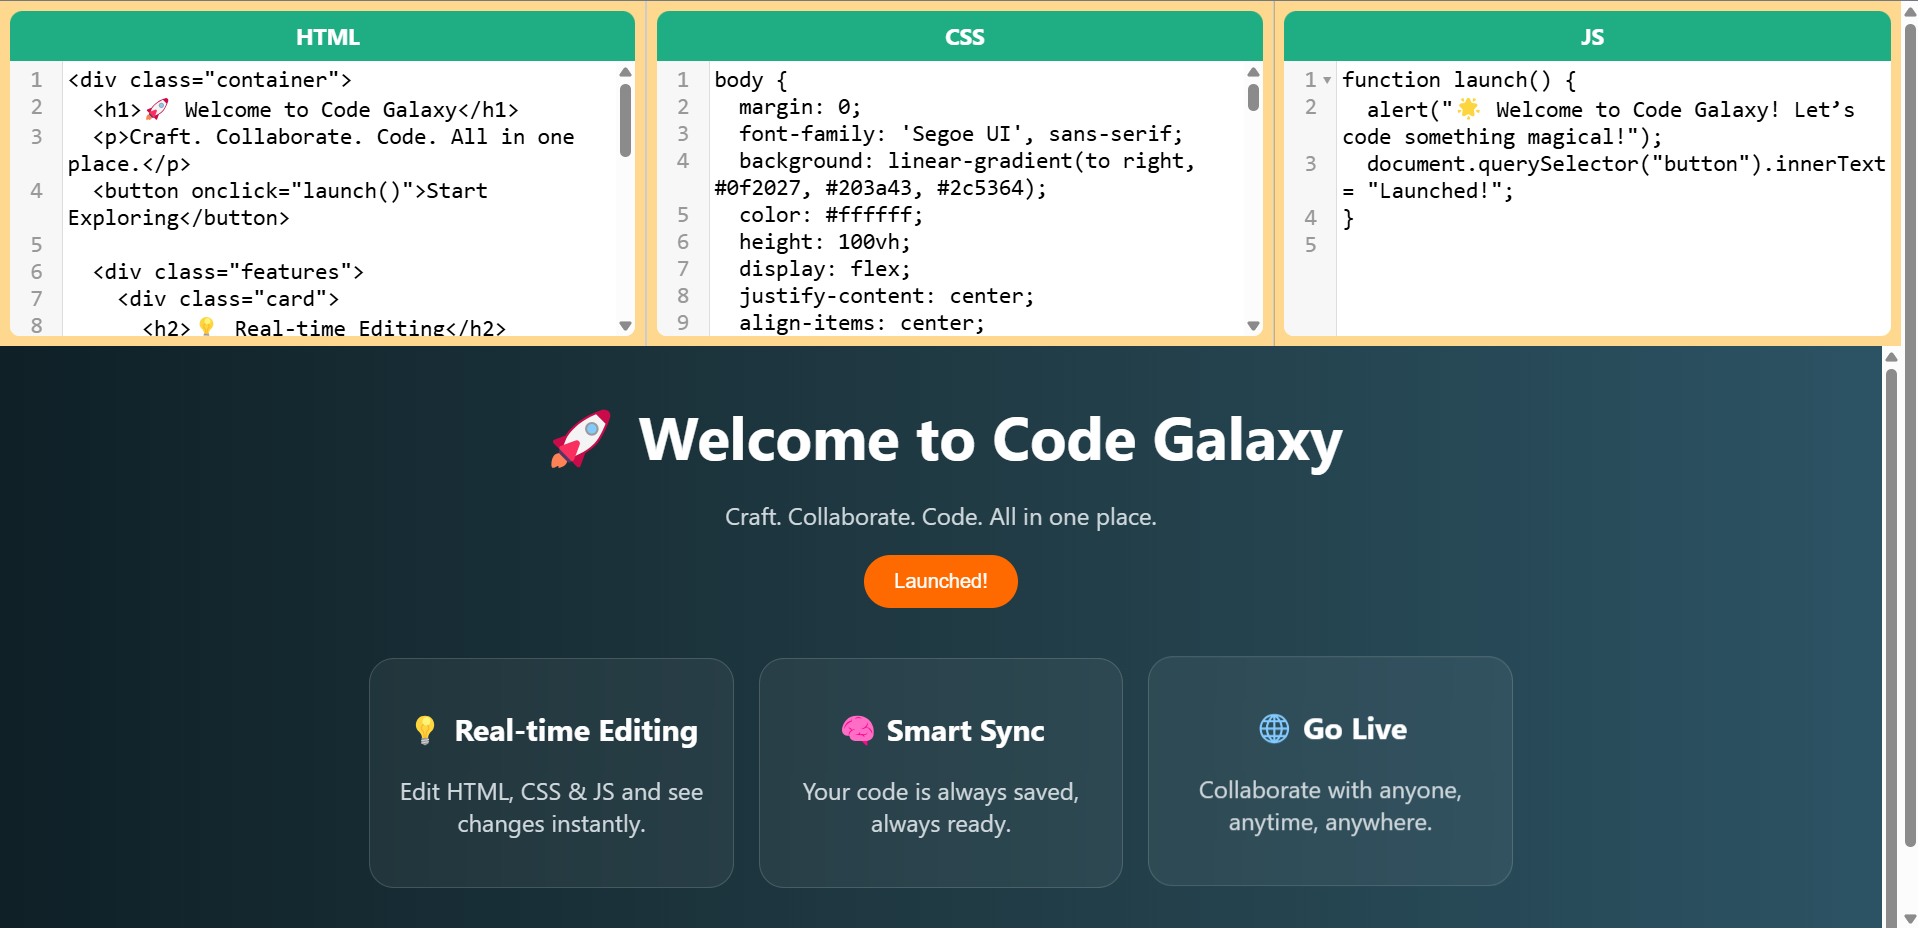 HTML
1 <div class="container">
2   <h1>🚀 Welcome to Code Galaxy</h1>
3   <p>Craft. Collaborate. Code. All in one
place.</p>
4   <button onclick="launch()">Start
Exploring</button>
5
6   <div class="features">
7     <div class="card">
8       <h2>💡 Real-time Editing</h2>
CSS
1 body {
2   margin: 0;
3   font-family: 'Segoe UI', sans-serif;
4   background: linear-gradient(to right,
#0f2027, #203a43, #2c5364);
5   color: #ffffff;
6   height: 100vh;
7   display: flex;
8   justify-content: center;
9   align-items: center;
JS
1 function launch() {
2   alert("🌟 Welcome to Code Galaxy! Let’s
code something magical!");
3   document.querySelector("button").innerText
= "Launched!";
4 }
5
🚀 Welcome to Code Galaxy
Craft. Collaborate. Code. All in one place.
Launched!
💡 Real-time Editing
Edit HTML, CSS & JS and see
changes instantly.
🧠 Smart Sync
Your code is always saved,
always ready.
🌐 Go Live
Collaborate with anyone,
anytime, anywhere.